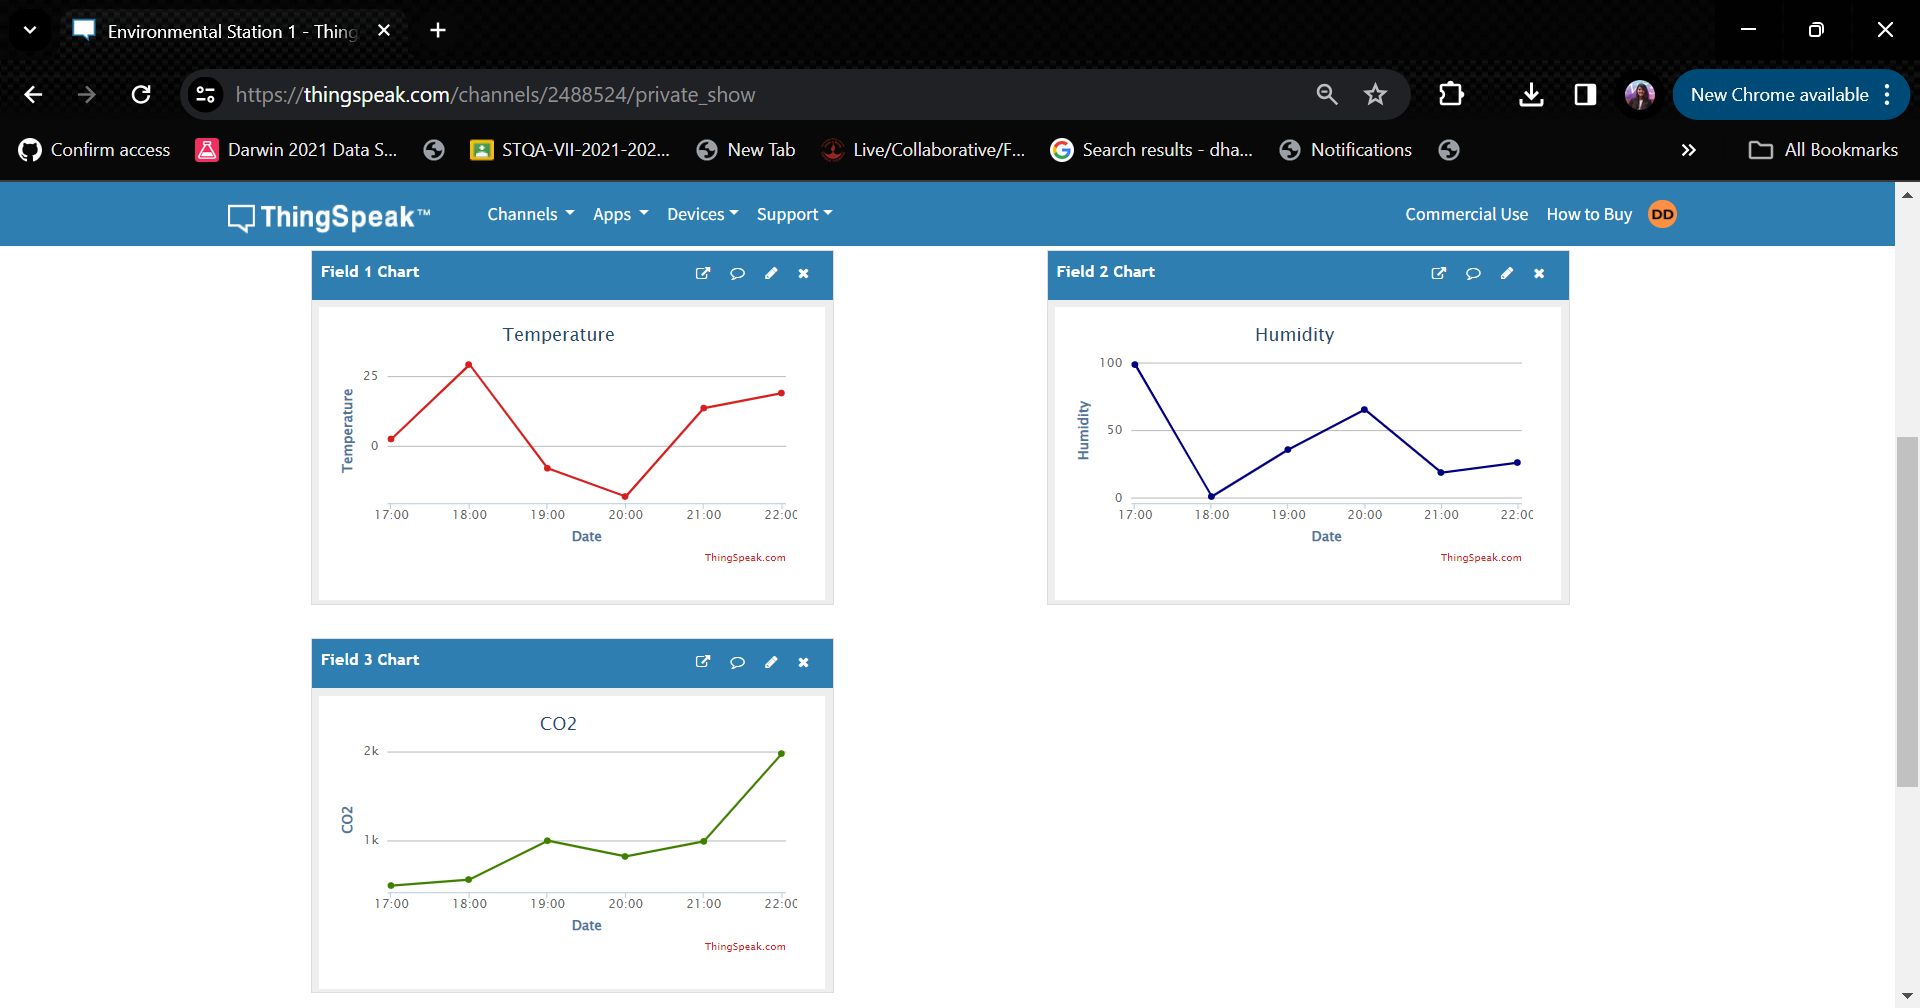 Environmental Station 1 - Thing
https://thingspeak.com/channels/2488524/private_show
New Chrome available
Confirm access
Darwin 2021 Data S...
STQA-VII-2021-202...
New Tab
Live/Collaborative/F...
Search results - dha...
Notifications
»
All Bookmarks
ThingSpeak™
Channels
Apps
Devices
Support
Commercial Use
How to Buy
DD
Field 1 Chart
Temperature
Temperature
25
0
17:00 18:00 19:00 20:00 21:00 22:00
Date
ThingSpeak.com
Field 2 Chart
Humidity
Humidity
100
50
0
17:00 18:00 19:00 20:00 21:00 22:00
Date
ThingSpeak.com
Field 3 Chart
CO2
CO2
2k
1k
17:00 18:00 19:00 20:00 21:00 22:00
Date
ThingSpeak.com